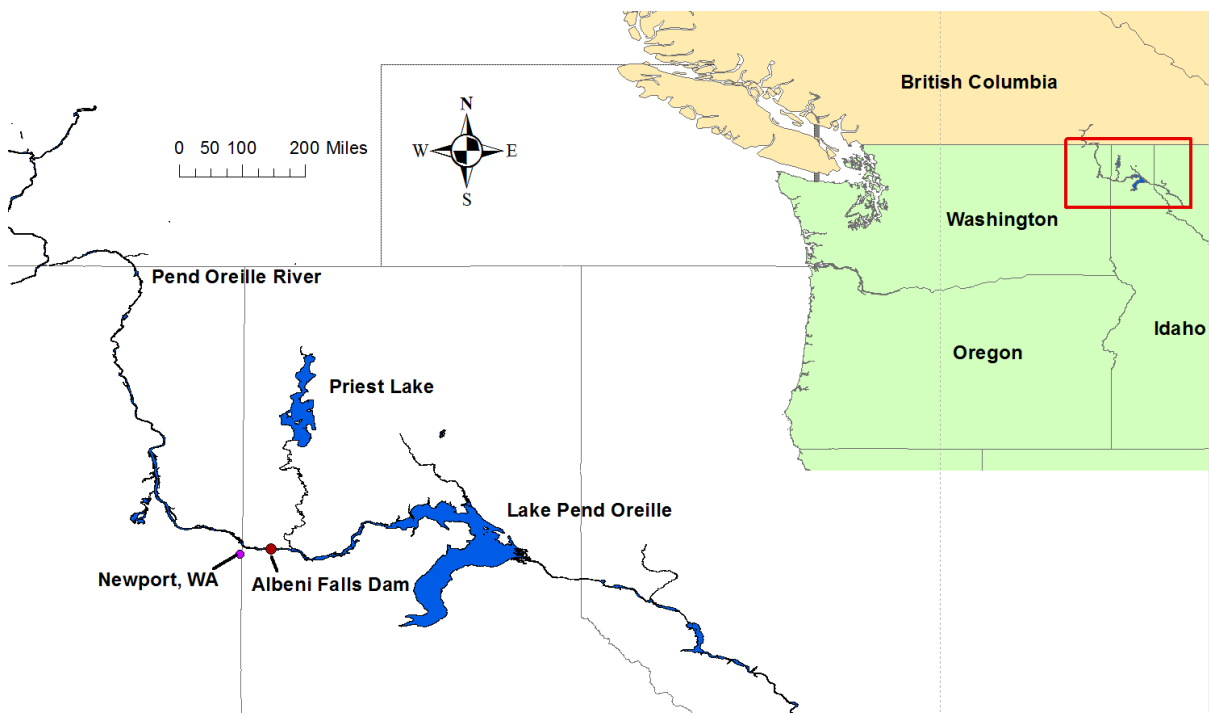 British Columbia
N
0 50 100 200 Miles
W E
S
Washington
Pend Oreille River
Idaho
Oregon
Priest Lake
Lake Pend Oreille
Newport, WA
Albeni Falls Dam